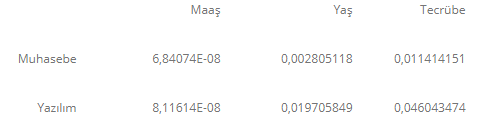 Maaş Yaş Tecrübe
Muhasebe 6,84074E-08 0,002805118 0,011414151
Yazılım 8,11614E-08 0,019705849 0,046043474